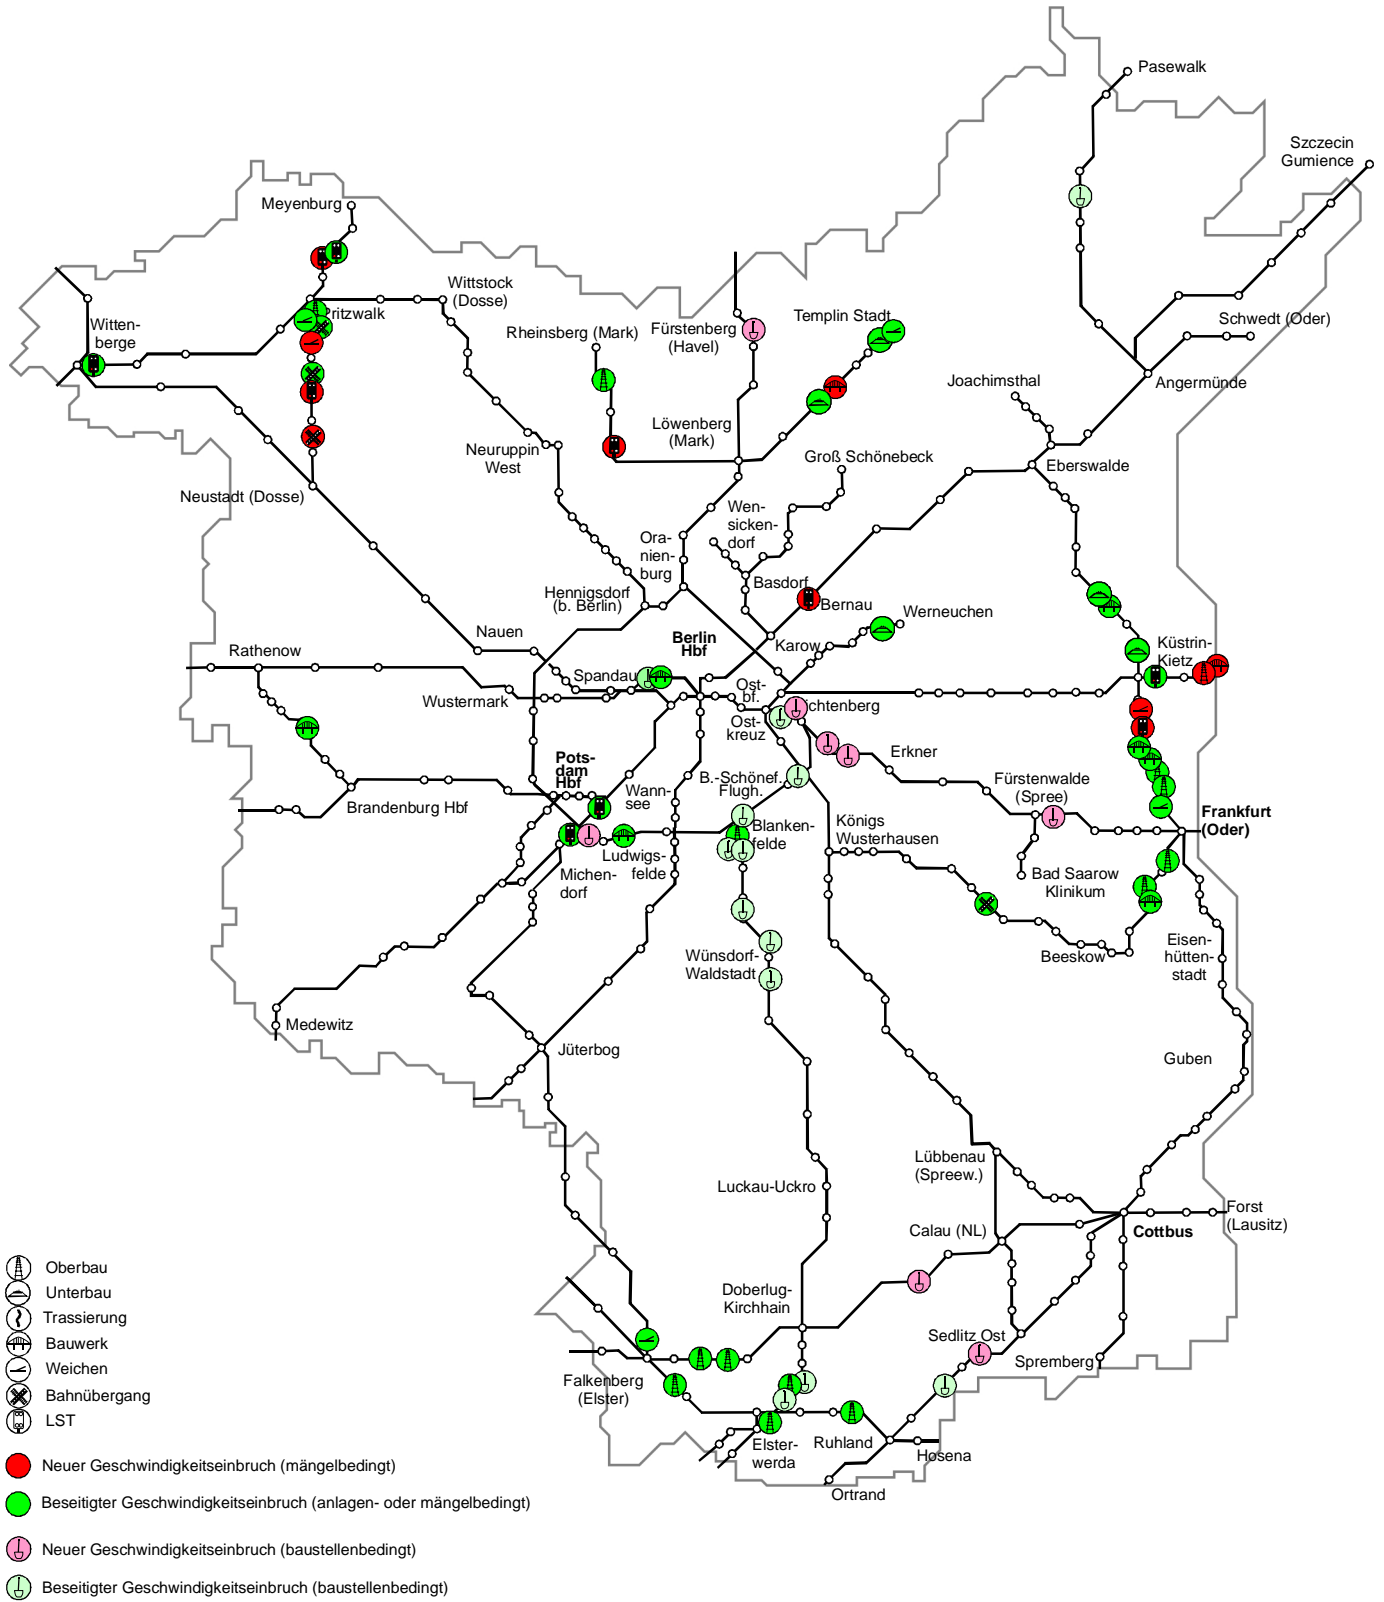 Pasewalk
Szczecin
Gumience
Meyenburg
Wittstock
(Dosse)
Pritzwalk
Witten-
berge
Rheinsberg (Mark)
Fürstenberg
(Havel)
Templin Stadt
Schwedt (Oder)
Angermünde
Joachimsthal
Löwenberg
(Mark)
Neuruppin
West
Groß Schönebeck
Eberswalde
Neustadt (Dosse)
Wen-
sicken-
dorf
Ora-
nien-
burg
Basdorf
Bernau
Hennigsdorf
(b. Berlin)
Werneuchen
Nauen
Berlin
Hbf
Karow
Küstrin-
Kietz
Rathenow
Spandau
Wustermark
Ost-
bf.
Lichtenberg
Ost-
kreuz
Erkner
Pots-
dam
Hbf
B.-Schönef.
Flugh.
Fürstenwalde
(Spree)
Wann-
see
Brandenburg Hbf
Frankfurt
(Oder)
Blanken-
felde
Königs
Wusterhausen
Ludwigs-
felde
Michen-
dorf
Bad Saarow
Klinikum
Wünsdorf-
Waldstadt
Beeskow
Eisen-
hütten-
stadt
Medewitz
Jüterbog
Guben
Lübbenau
(Spreew.)
Luckau-Uckro
Forst
(Lausitz)
Calau (NL)
Cottbus
Doberlug-
Kirchhain
Sedlitz Ost
Spremberg
Falkenberg
(Elster)
Elster-
werda
Ruhland
Hosena
Ortrand
Oberbau
Unterbau
Trassierung
Bauwerk
Weichen
Bahnübergang
LST
Neuer Geschwindigkeitseinbruch (mängelbedingt)
Beseitigter Geschwindigkeitseinbruch (anlagen- oder mängelbedingt)
Neuer Geschwindigkeitseinbruch (baustellenbedingt)
Beseitigter Geschwindigkeitseinbruch (baustellenbedingt)